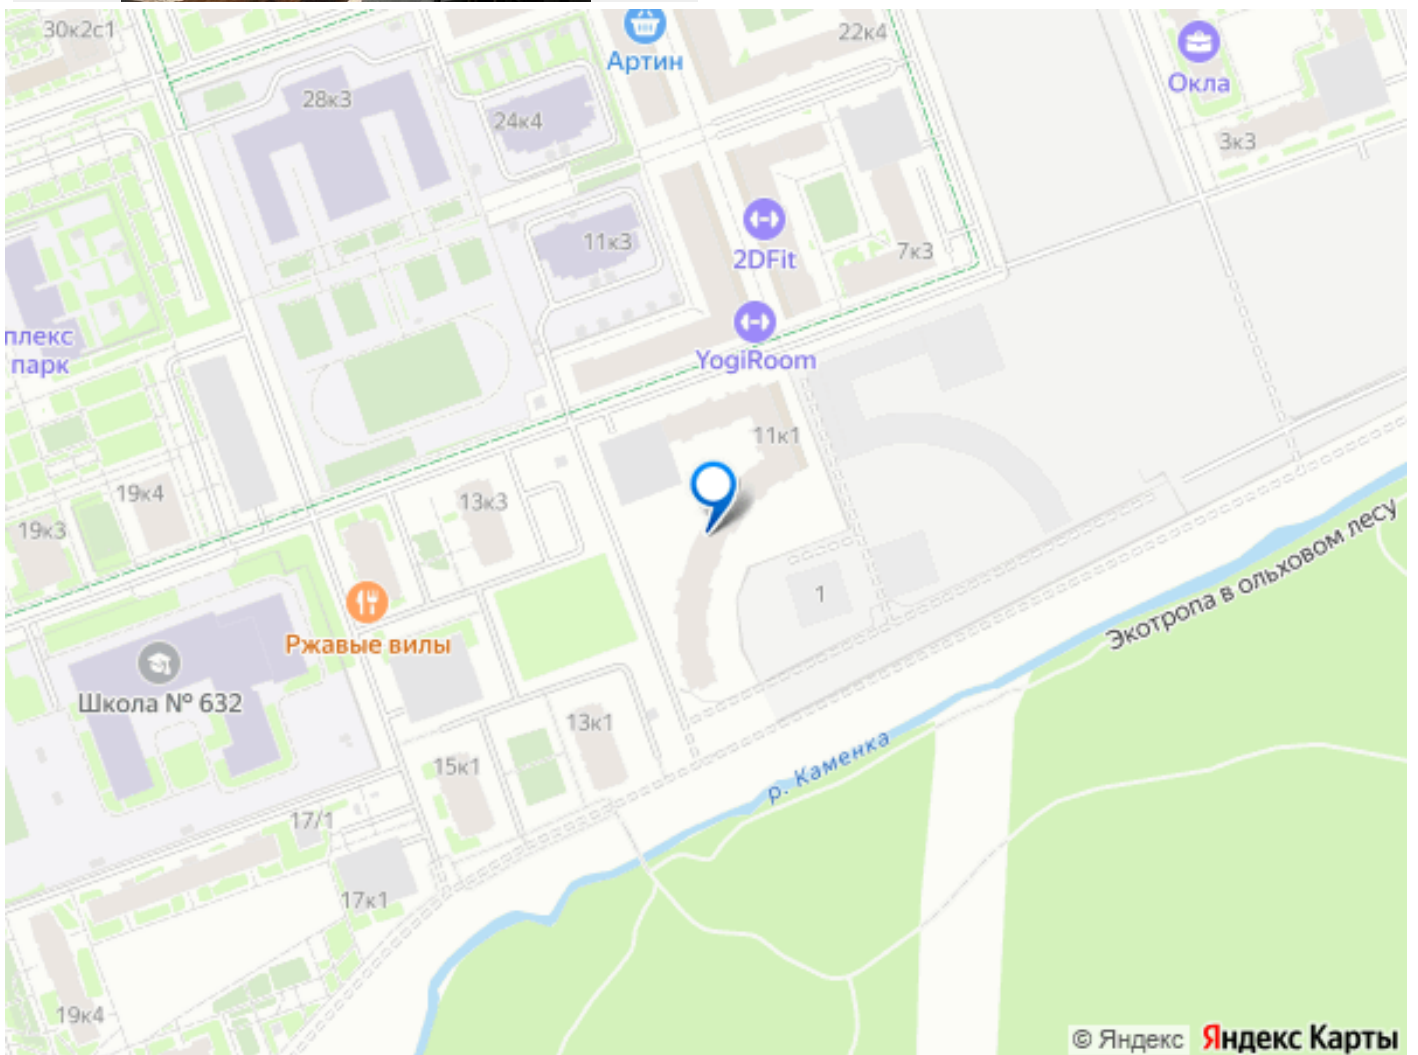 30к2с1
Артин
22к4
Окла
28к3
24к4
3к3
11к3
2DFit
7к3
плекс
парк
YogiRoom
11к1
19к4
13к3
19к3
1
Экотропа в ольховом лесу
Ржавые вилы
Школа № 632
13к1
р. Каменка
15к1
17/1
17к1
19к4
© Яндекс Яндекс Карты